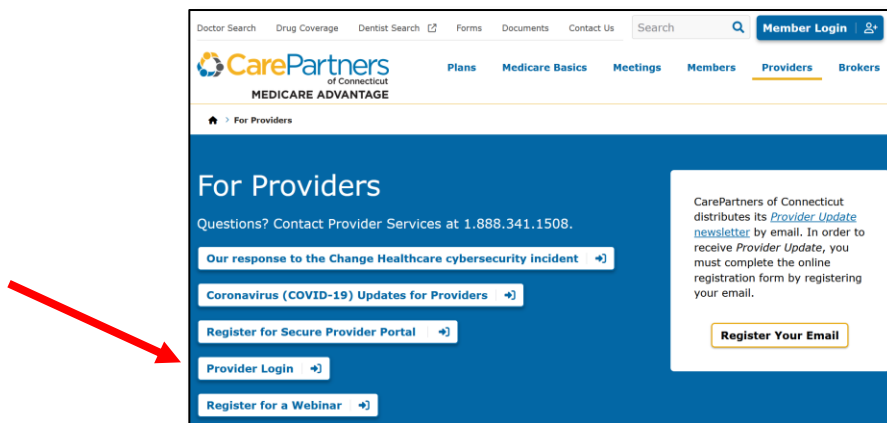 Doctor Search Drug Coverage Dentist Search Forms Documents Contact Us Search Member Login
CarePartners
of Connecticut
MEDICARE ADVANTAGE
Plans Medicare Basics Meetings Members Providers Brokers
> For Providers
For Providers
Questions? Contact Provider Services at 1.888.341.1508.
Our response to the Change Healthcare cybersecurity incident
Coronavirus (COVID-19) Updates for Providers
Register for Secure Provider Portal
Provider Login
Register for a Webinar
CarePartners of Connecticut
distributes its Provider Update
newsletter by email. In order to
receive Provider Update, you
must complete the online
registration form by registering
your email.
Register Your Email